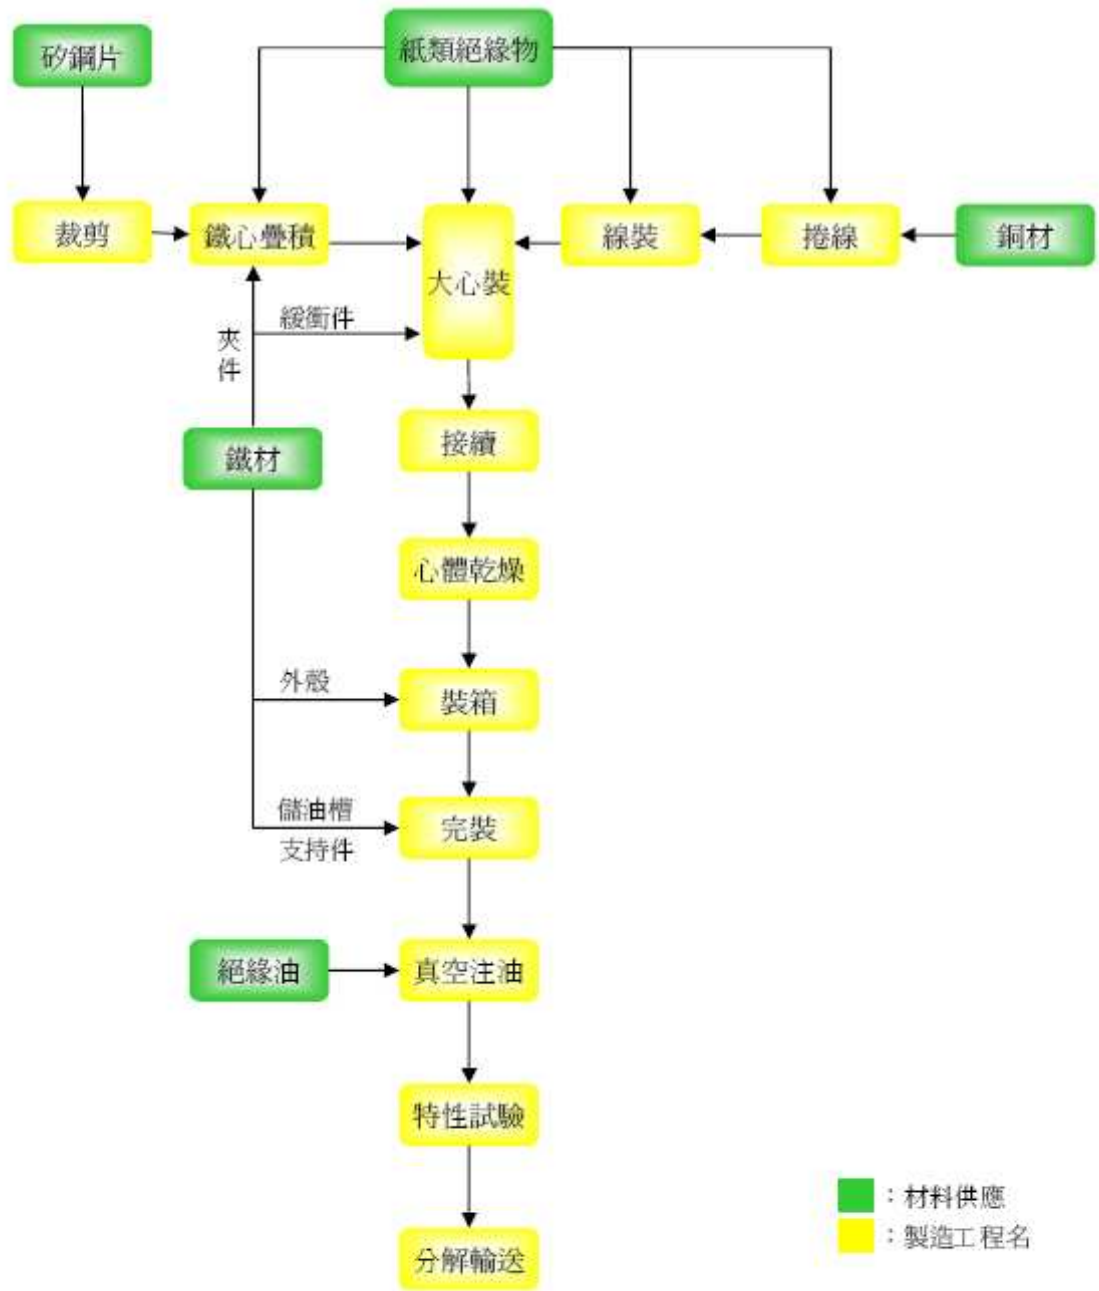 矽鋼片
紙類絕緣物
裁剪
鐵心疊積
大心裝
線裝
捲線
銅材
緩衝件
夾件
接續
鐵材
心體乾燥
外殼
裝箱
儲油槽
支持件
完裝
絕緣油
真空注油
特性試驗
分解輸送
：材料供應
：製造工程名